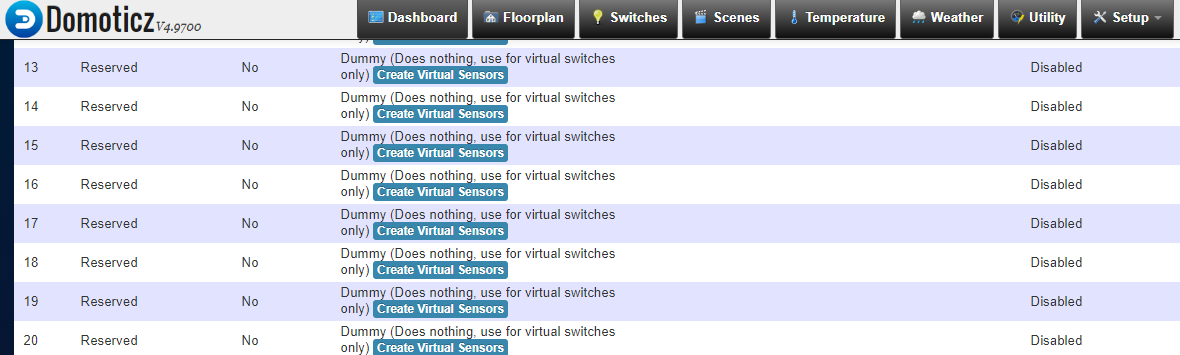 Domoticz V4.9700 Dashboard Floorplan Switches Scenes Temperature Weather Utility Setup
13 Reserved No Dummy (Does nothing, use for virtual switches Disabled
only) Create Virtual Sensors
14 Reserved No Dummy (Does nothing, use for virtual switches Disabled
only) Create Virtual Sensors
15 Reserved No Dummy (Does nothing, use for virtual switches Disabled
only) Create Virtual Sensors
16 Reserved No Dummy (Does nothing, use for virtual switches Disabled
only) Create Virtual Sensors
17 Reserved No Dummy (Does nothing, use for virtual switches Disabled
only) Create Virtual Sensors
18 Reserved No Dummy (Does nothing, use for virtual switches Disabled
only) Create Virtual Sensors
19 Reserved No Dummy (Does nothing, use for virtual switches Disabled
only) Create Virtual Sensors
20 Reserved No Dummy (Does nothing, use for virtual switches Disabled
only) Create Virtual Sensors